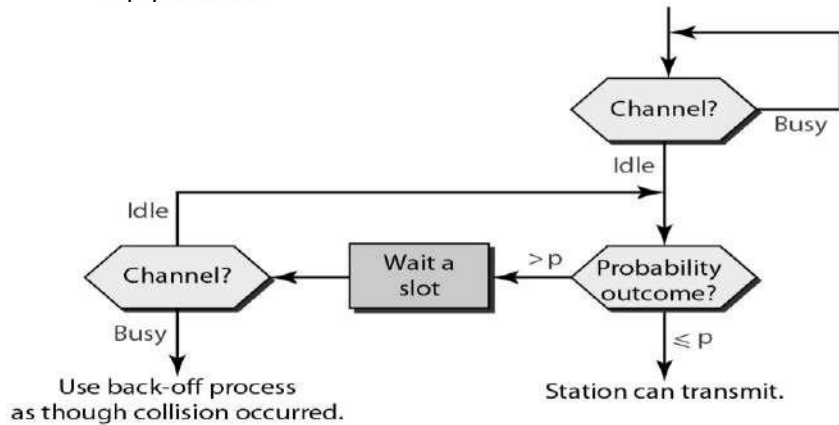 Channel?
Busy
Idle
Idle
Channel?
Wait a
slot
> p
Probability
outcome?
Busy
⩽ p
Use back-off process
as though collision occurred.
Station can transmit.